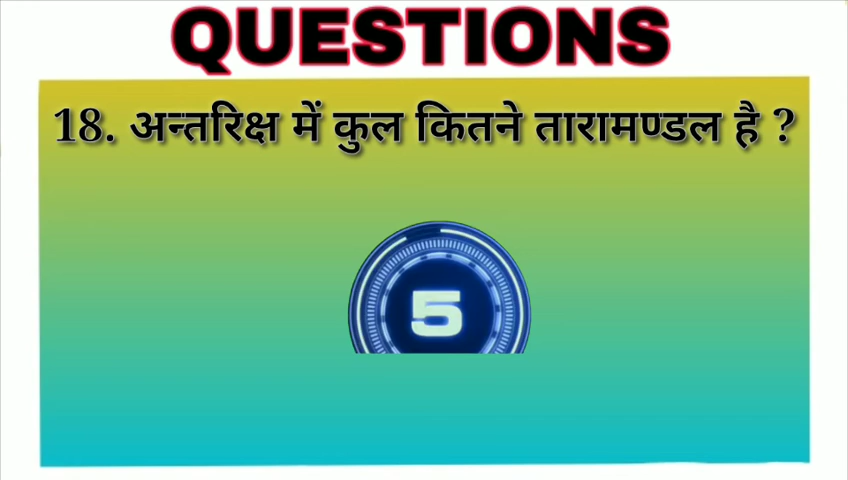 QUESTIONS
18. अन्तरिक्ष में कुल कितने तारामण्डल है ?
5